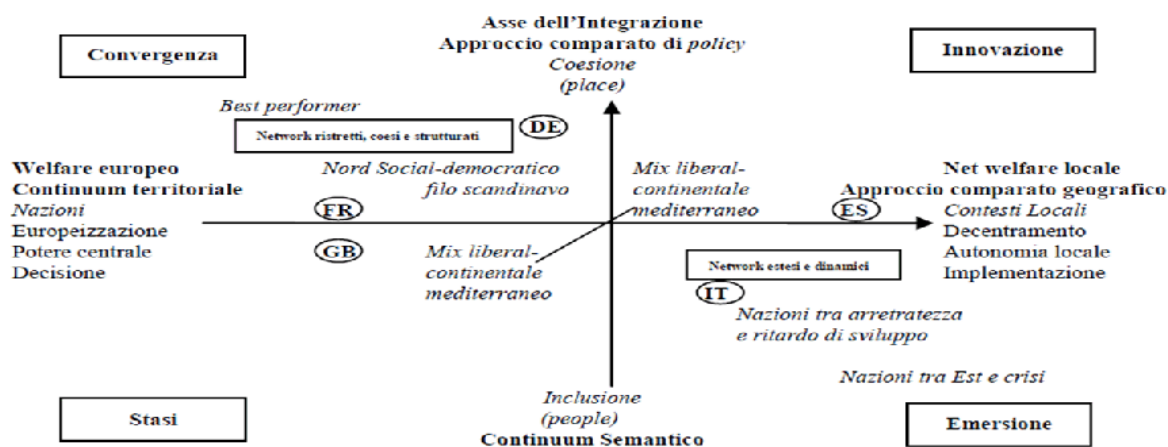 Asse dell'Integrazione
Approccio comparato di policy
Coesione
(place)
Convergenza
Innovazione
Best performer
Network ristretti, coesi e strutturati
DE
Welfare europeo
Continuum territoriale
Nazioni
Europeizzazione
Potere centrale
Decisione
Nord Social-democratico
filo scandinavo
Mix liberal-
continentale
mediterraneo
Net welfare locale
Approccio comparato geografico
Contesti Locali
Decentramento
Autonomia locale
Implementazione
FR
ES
GB
Mix liberal-
continentale
mediterraneo
Network estesi e dinamici
IT
Nazioni tra arretratezza
e ritardo di sviluppo
Nazioni tra Est e crisi
Stasi
Inclusione
(people)
Continuum Semantico
Emersione